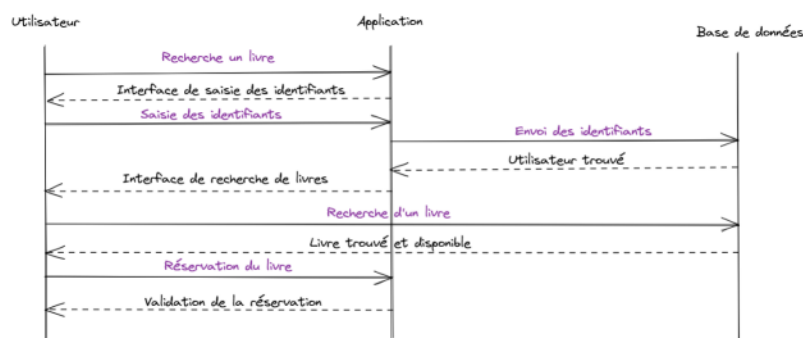 Utilisateur
Application
Base de données
Recherche un livre
Interface de saisie des identifiants
Saisie des identifiants
Envoi des identifiants
Utilisateur trouvé
Interface de recherche de livres
Recherche d'un livre
Livre trouvé et disponible
Réservation du livre
Validation de la réservation